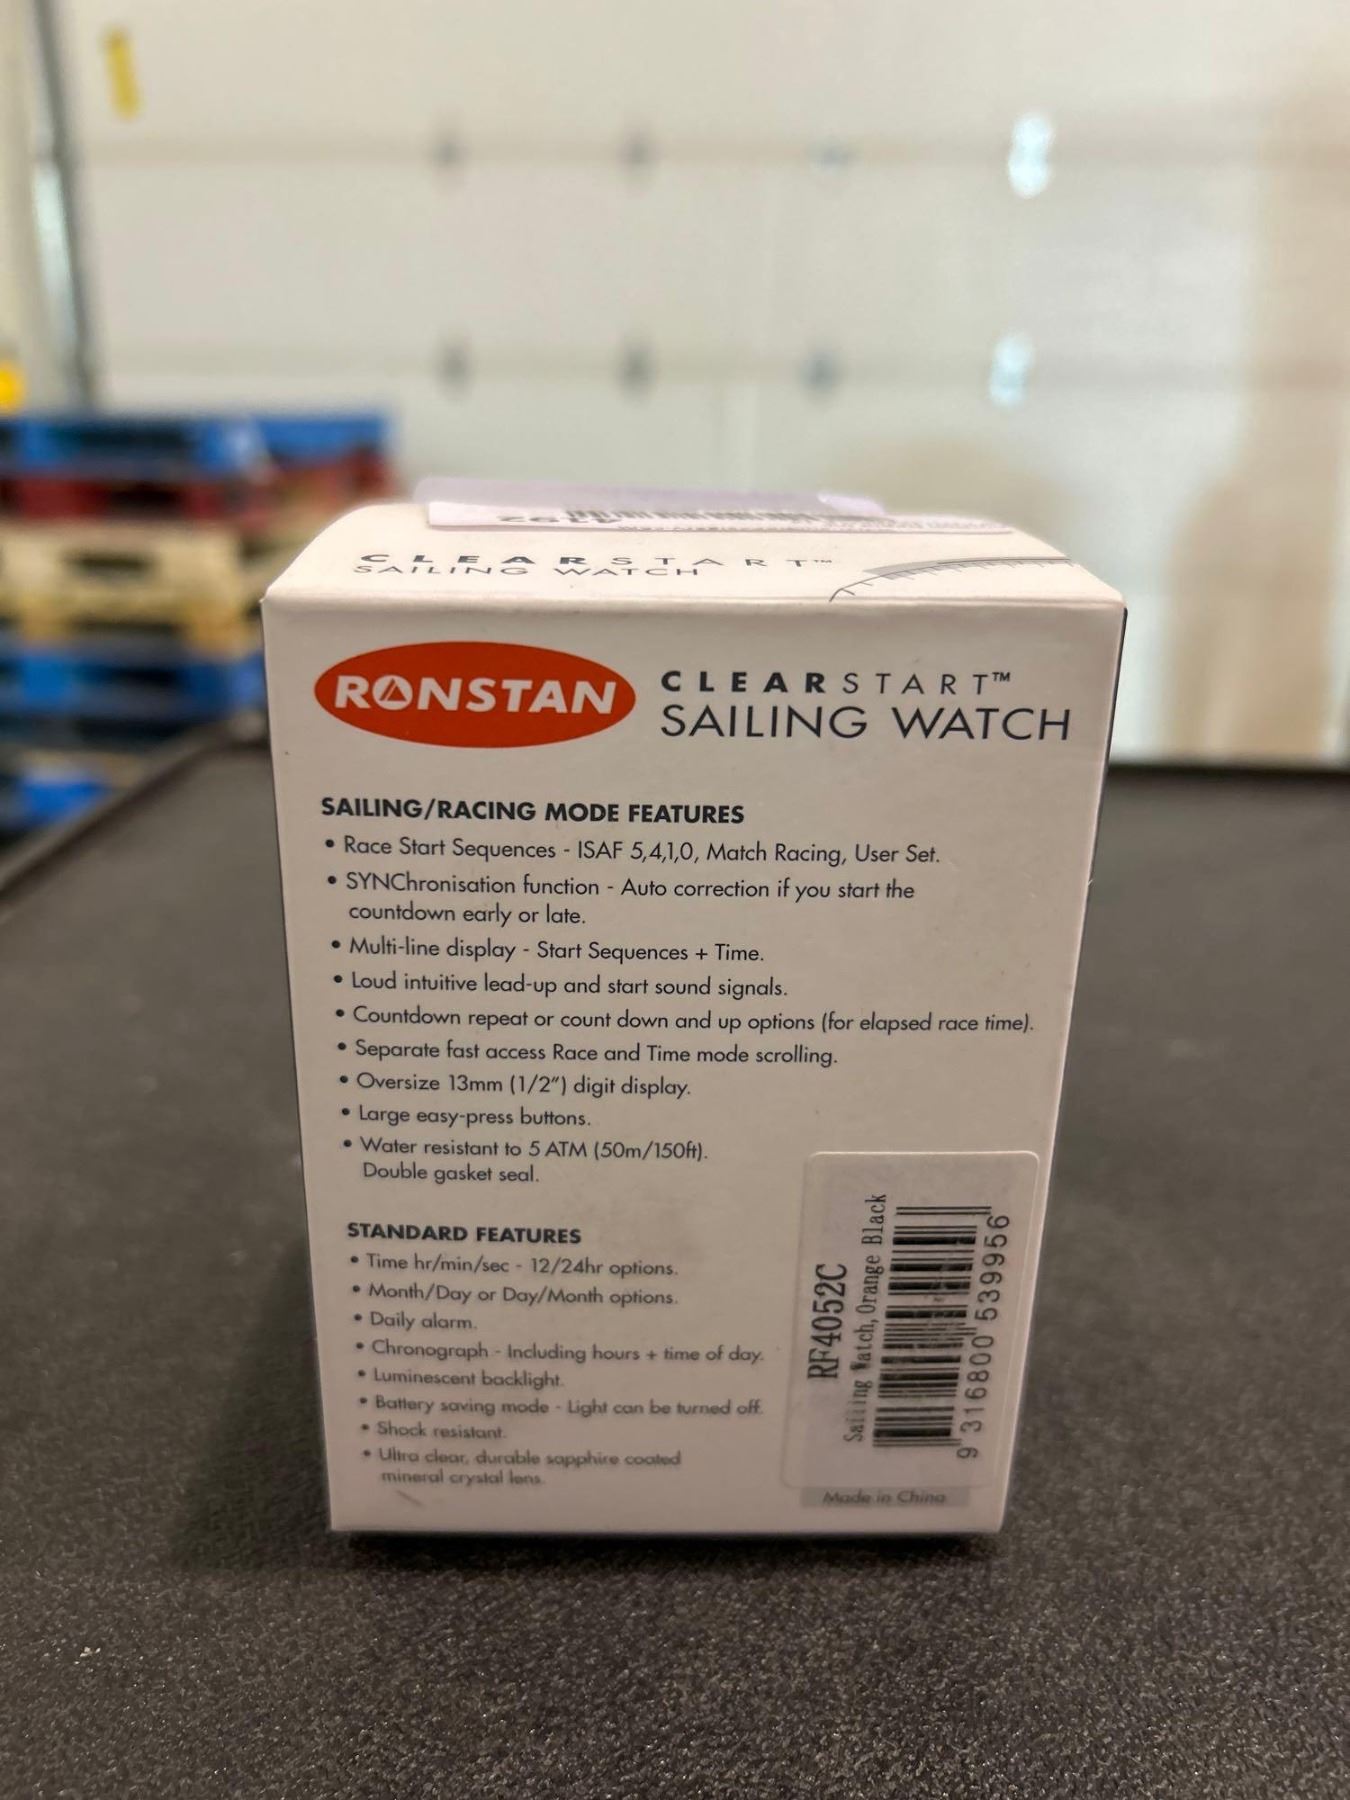 CLEARSTART™
SAILING WATCH
RONSTAN
CLEARSTART™
SAILING WATCH
SAILING/RACING MODE FEATURES
• Race Start Sequences - ISAF 5,4,1,0, Match Racing, User Set.
• SYNChronisation function - Auto correction if you start the
countdown early or late.
• Multi-line display - Start Sequences + Time.
• Loud intuitive lead-up and start sound signals.
• Countdown repeat or count down and up options (for elapsed race time).
• Separate fast access Race and Time mode scrolling.
• Oversize 13mm (1/2") digit display.
• Large easy-press buttons.
• Water resistant to 5 ATM (50m/150ft).
Double gasket seal.
STANDARD FEATURES
• Time hr/min/sec - 12/24hr options.
• Month/Day or Day/Month options.
• Daily alarm.
• Chronograph - Including hours + time of day.
• Luminescent backlight.
• Battery saving mode - Light can be turned off.
• Shock resistant.
• Ultra clear, durable sapphire coated
mineral crystal lens.
RF4052C
Sailing Watch, Orange Black
9 316800 539956
Made in China